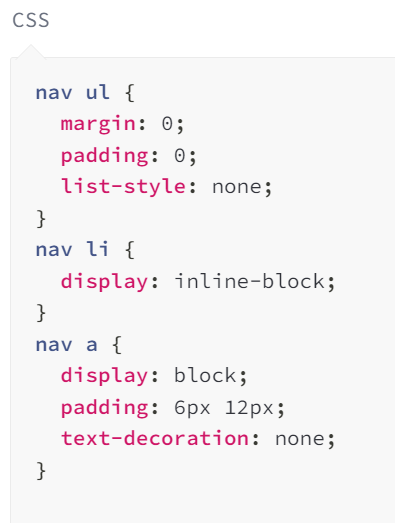 CSS
nav ul {
  margin: 0;
  padding: 0;
  list-style: none;
}
nav li {
  display: inline-block;
}
nav a {
  display: block;
  padding: 6px 12px;
  text-decoration: none;
}